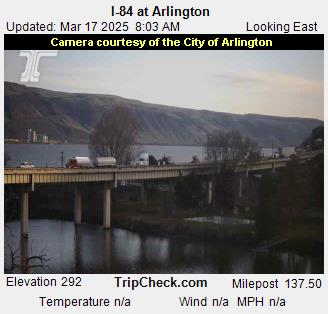 I-84 at Arlington
Updated: Mar 17 2025 8:03 AM Looking East
Camera courtesy of the City of Arlington
Elevation 292 TripCheck.com Milepost 137.50
Temperature n/a Wind n/a MPH n/a